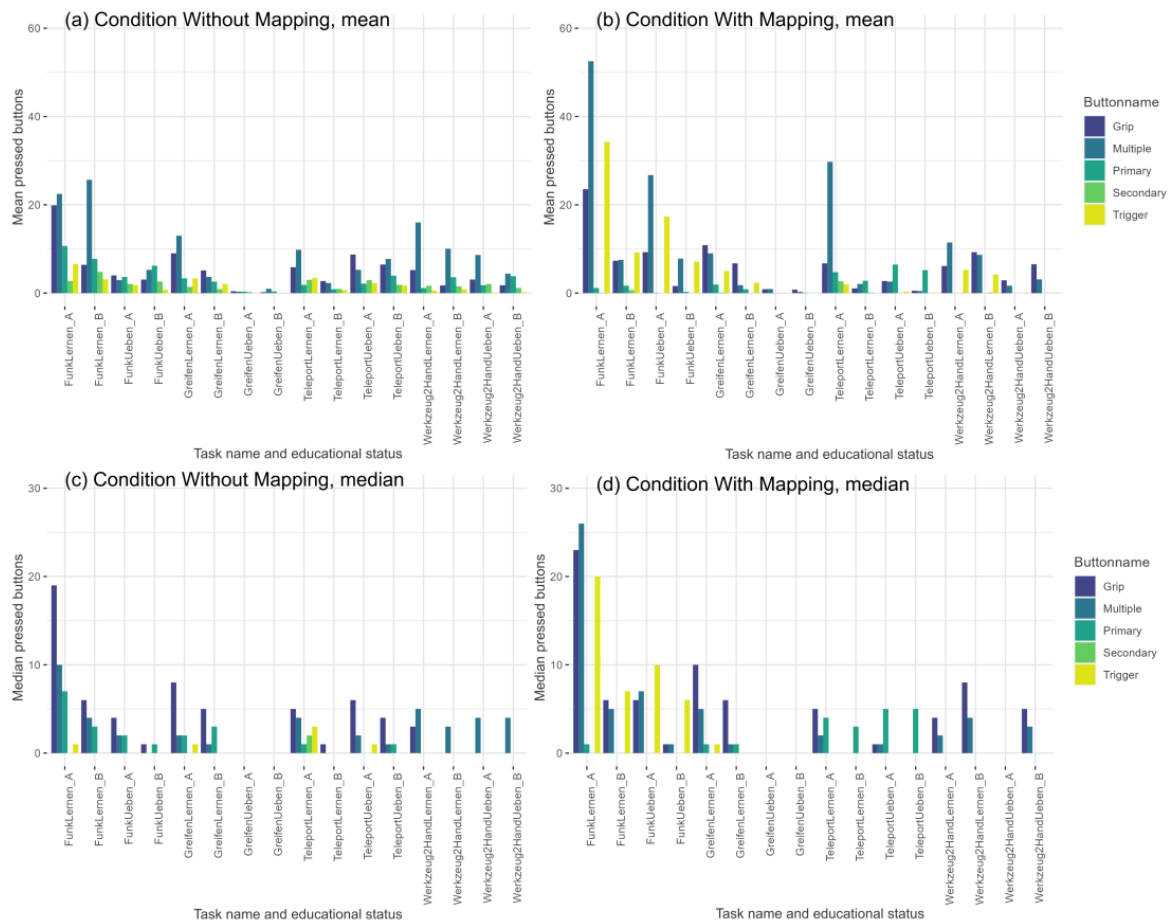 (a) Condition Without Mapping, mean
60
40
20
0
Mean pressed buttons
FunkLernen_A
FunkLernen_B
FunkUeben_A
FunkUeben_B
GreifenLernen_A
GreifenLernen_B
GreifenUeben_A
GreifenUeben_B
TeleportLernen_A
TeleportLernen_B
TeleportUeben_A
TeleportUeben_B
Werkzeug2HandLernen_A
Werkzeug2HandLernen_B
Werkzeug2HandUeben_A
Werkzeug2HandUeben_B
Task name and educational status
(b) Condition With Mapping, mean
60
40
20
0
Mean pressed buttons
FunkLernen_A
FunkLernen_B
FunkUeben_A
FunkUeben_B
GreifenLernen_A
GreifenLernen_B
GreifenUeben_A
GreifenUeben_B
TeleportLernen_A
TeleportLernen_B
TeleportUeben_A
TeleportUeben_B
Werkzeug2HandLernen_A
Werkzeug2HandLernen_B
Werkzeug2HandUeben_A
Werkzeug2HandUeben_B
Task name and educational status
Buttonname
Grip
Multiple
Primary
Secondary
Trigger
(c) Condition Without Mapping, median
30
20
10
0
Median pressed buttons
FunkLernen_A
FunkLernen_B
FunkUeben_A
FunkUeben_B
GreifenLernen_A
GreifenLernen_B
GreifenUeben_A
GreifenUeben_B
TeleportLernen_A
TeleportLernen_B
TeleportUeben_A
TeleportUeben_B
Werkzeug2HandLernen_A
Werkzeug2HandLernen_B
Werkzeug2HandUeben_A
Werkzeug2HandUeben_B
Task name and educational status
(d) Condition With Mapping, median
30
20
10
0
Median pressed buttons
FunkLernen_A
FunkLernen_B
FunkUeben_A
FunkUeben_B
GreifenLernen_A
GreifenLernen_B
GreifenUeben_A
GreifenUeben_B
TeleportLernen_A
TeleportLernen_B
TeleportUeben_A
TeleportUeben_B
Werkzeug2HandLernen_A
Werkzeug2HandLernen_B
Werkzeug2HandUeben_A
Werkzeug2HandUeben_B
Task name and educational status
Buttonname
Grip
Multiple
Primary
Secondary
Trigger